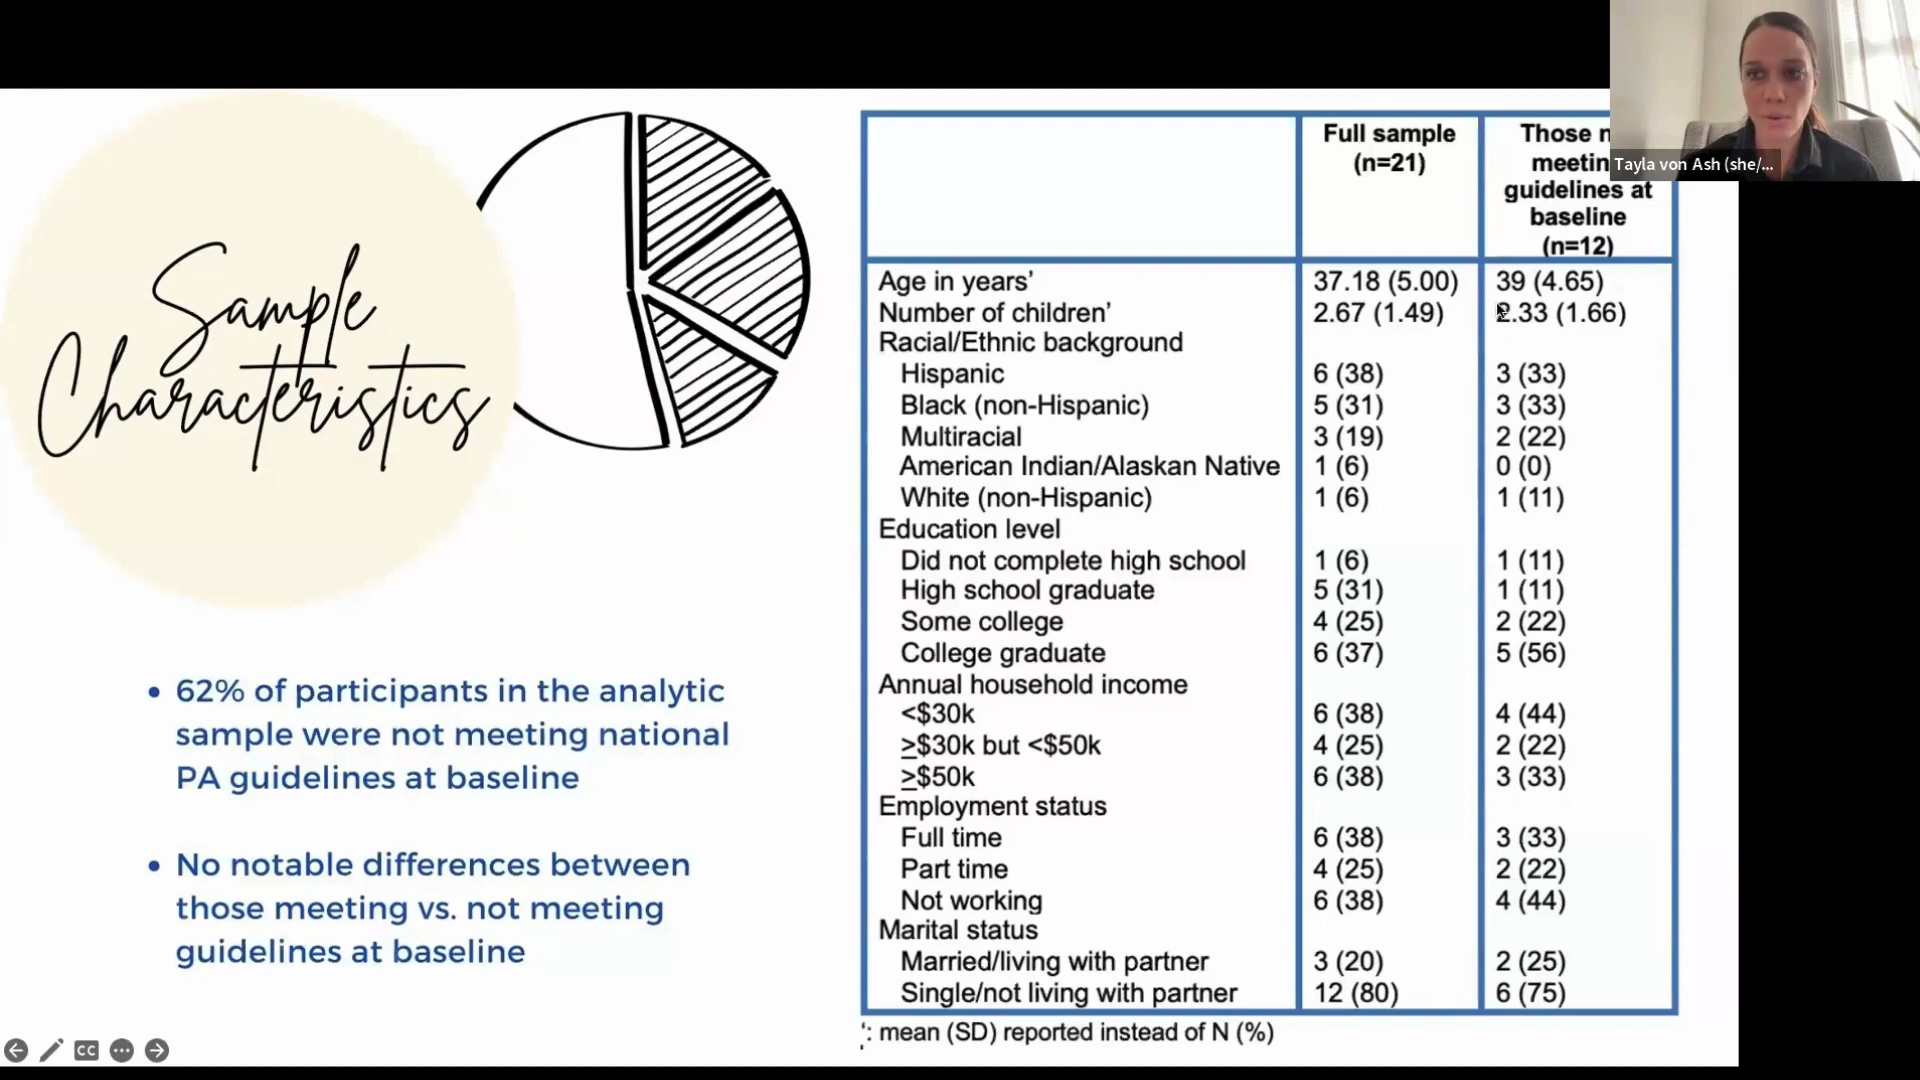 Tayla von Ash (she/...
Sample
Characteristics
• 62% of participants in the analytic
sample were not meeting national
PA guidelines at baseline
• No notable differences between
those meeting vs. not meeting
guidelines at baseline
Full sample
(n=21)
Those
guidelines at
baseline
(n=12)
Age in years’ 37.18 (5.00) 39 (4.65)
Number of children’ 2.67 (1.49) 2.33 (1.66)
Racial/Ethnic background
Hispanic 6 (38) 3 (33)
Black (non-Hispanic) 5 (31) 3 (33)
Multiracial 3 (19) 2 (22)
American Indian/Alaskan Native 1 (6) 0 (0)
White (non-Hispanic) 1 (6) 1 (11)
Education level
Did not complete high school 1 (6) 1 (11)
High school graduate 5 (31) 1 (11)
Some college 4 (25) 2 (22)
College graduate 6 (37) 5 (56)
Annual household income
<$30k 6 (38) 4 (44)
≥$30k but <$50k 4 (25) 2 (22)
≥$50k 6 (38) 3 (33)
Employment status
Full time 6 (38) 3 (33)
Part time 4 (25) 2 (22)
Not working 6 (38) 4 (44)
Marital status
Married/living with partner 3 (20) 2 (25)
Single/not living with partner 12 (80) 6 (75)
‘: mean (SD) reported instead of N (%)
CC